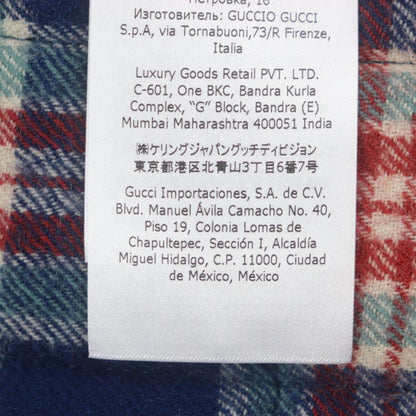 Петровка, 16
Изготовитель: GUCCIO GUCCI
S.p.A, via Tornabuoni,73/R Firenze,
Italia
Luxury Goods Retail PVT. LTD.
C-601, One BKC, Bandra Kurla
Complex, “G” Block, Bandra (E)
Mumbai Maharashtra 400051 India
㈱ケリングジャパングッチディビジョン
東京都港区北青山3丁目6番7号
Gucci Importaciones, S.A. de C.V.
Blvd. Manuel Ávila Camacho No. 40,
Piso 19, Colonia Lomas de
Chapultepec, Sección I, Alcaldía
Miguel Hidalgo, C.P. 11000, Ciudad
de México, México